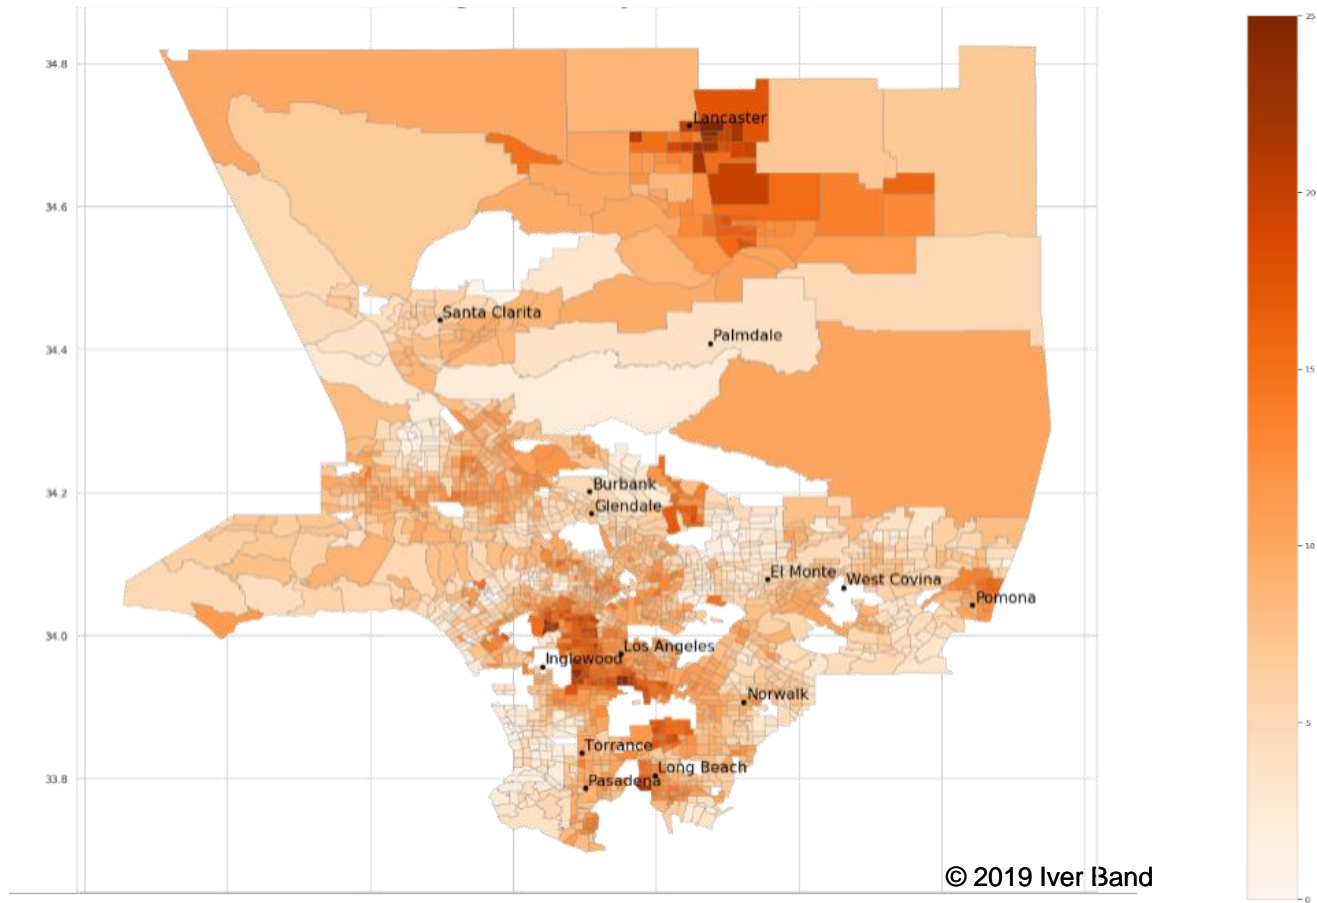 25
34.8
Lancaster
20
34.6
Santa Clarita
Palmdale
34.4
15
Burbank
34.2
Glendale
10
El Monte
West Covina
Pomona
34.0
Los Angeles
Inglewood
Norwalk
5
Torrance
Long Beach
33.8
Pasadena
© 2019 Iver Band
0